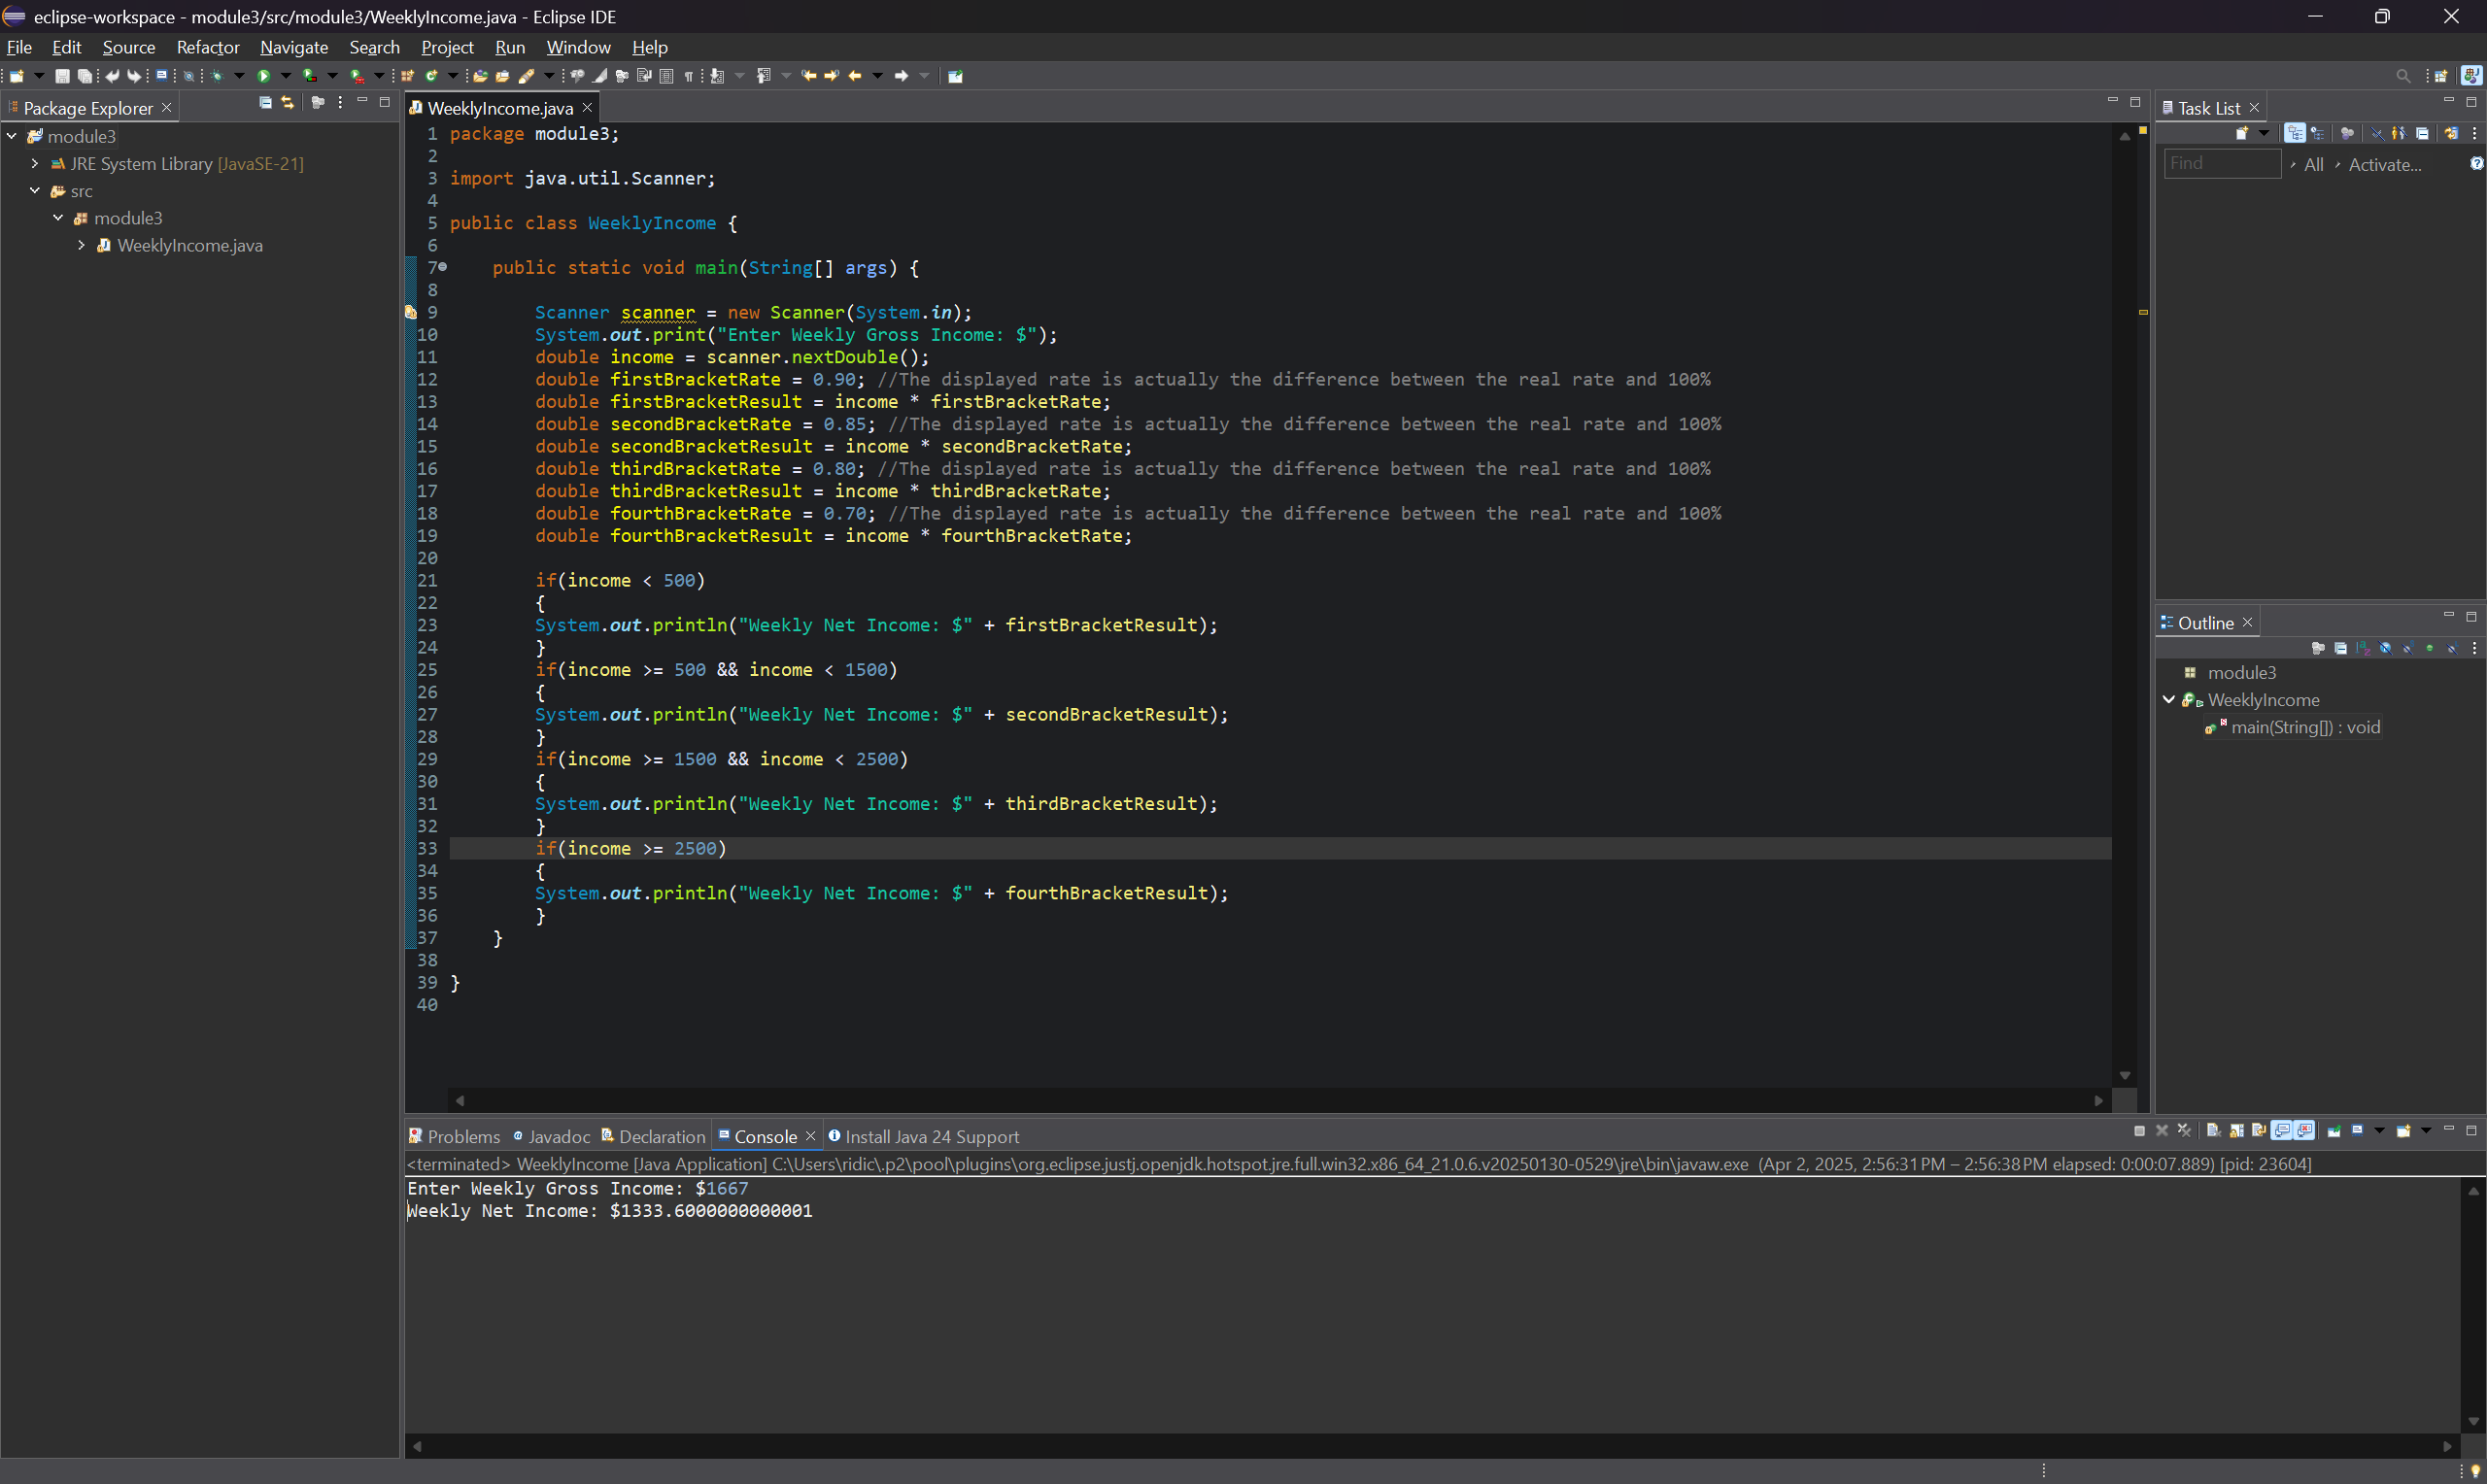 eclipse-workspace - module3/src/module3/WeeklyIncome.java - Eclipse IDE
File Edit Source Refactor Navigate Search Project Run Window Help
Package Explorer
module3
JRE System Library [JavaSE-21]
src
module3
WeeklyIncome.java
WeeklyIncome.java
1 package module3;
2
3 import java.util.Scanner;
4
5 public class WeeklyIncome {
6
7 public static void main(String[] args) {
8
9 Scanner scanner = new Scanner(System.in);
10 System.out.print("Enter Weekly Gross Income: $");
11 double income = scanner.nextDouble();
12 double firstBracketRate = 0.90; //The displayed rate is actually the difference between the real rate and 100%
13 double firstBracketResult = income * firstBracketRate;
14 double secondBracketRate = 0.85; //The displayed rate is actually the difference between the real rate and 100%
15 double secondBracketResult = income * secondBracketRate;
16 double thirdBracketRate = 0.80; //The displayed rate is actually the difference between the real rate and 100%
17 double thirdBracketResult = income * thirdBracketRate;
18 double fourthBracketRate = 0.70; //The displayed rate is actually the difference between the real rate and 100%
19 double fourthBracketResult = income * fourthBracketRate;
20
21 if(income < 500)
22 {
23 System.out.println("Weekly Net Income: $" + firstBracketResult);
24 }
25 if(income >= 500 && income < 1500)
26 {
27 System.out.println("Weekly Net Income: $" + secondBracketResult);
28 }
29 if(income >= 1500 && income < 2500)
30 {
31 System.out.println("Weekly Net Income: $" + thirdBracketResult);
32 }
33 if(income >= 2500)
34 {
35 System.out.println("Weekly Net Income: $" + fourthBracketResult);
36 }
37 }
38
39 }
40
Task List
Find All Activate...
Outline
module3
WeeklyIncome
main(String[]) : void
Problems Javadoc Declaration Console Install Java 24 Support
<terminated> WeeklyIncome [Java Application] C:\Users\ridic\.p2\pool\plugins\org.eclipse.justj.openjdk.hotspot.jre.full.win32.x86_64_21.0.6.v20250130-0529\jre\bin\javaw.exe (Apr 2, 2025, 2:56:31 PM – 2:56:38 PM elapsed: 0:00:07.889) [pid: 23604]
Enter Weekly Gross Income: $1667
Weekly Net Income: $1333.6000000000001